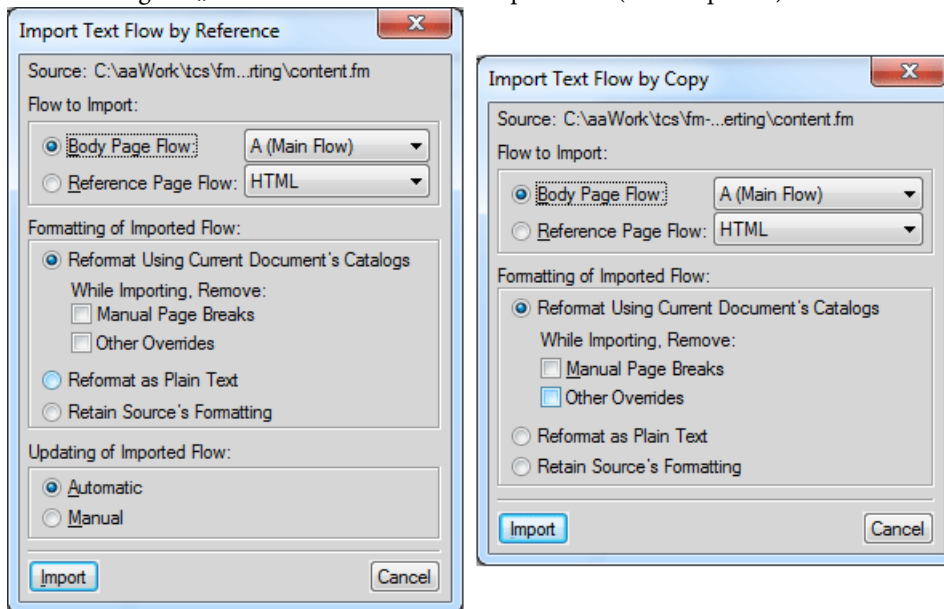 Import Text Flow by Reference
Source: C:\aaWork\tcs\fm...rting\content.fm
Flow to Import:
Body Page Flow: A (Main Flow)
Reference Page Flow: HTML
Formatting of Imported Flow:
Reformat Using Current Document's Catalogs
While Importing, Remove:
Manual Page Breaks
Other Overrides
Reformat as Plain Text
Retain Source's Formatting
Updating of Imported Flow:
Automatic
Manual
Import Cancel
Import Text Flow by Copy
Source: C:\aaWork\tcs\fm-...erting\content.fm
Flow to Import:
Body Page Flow: A (Main Flow)
Reference Page Flow: HTML
Formatting of Imported Flow:
Reformat Using Current Document's Catalogs
While Importing, Remove:
Manual Page Breaks
Other Overrides
Reformat as Plain Text
Retain Source's Formatting
Import Cancel